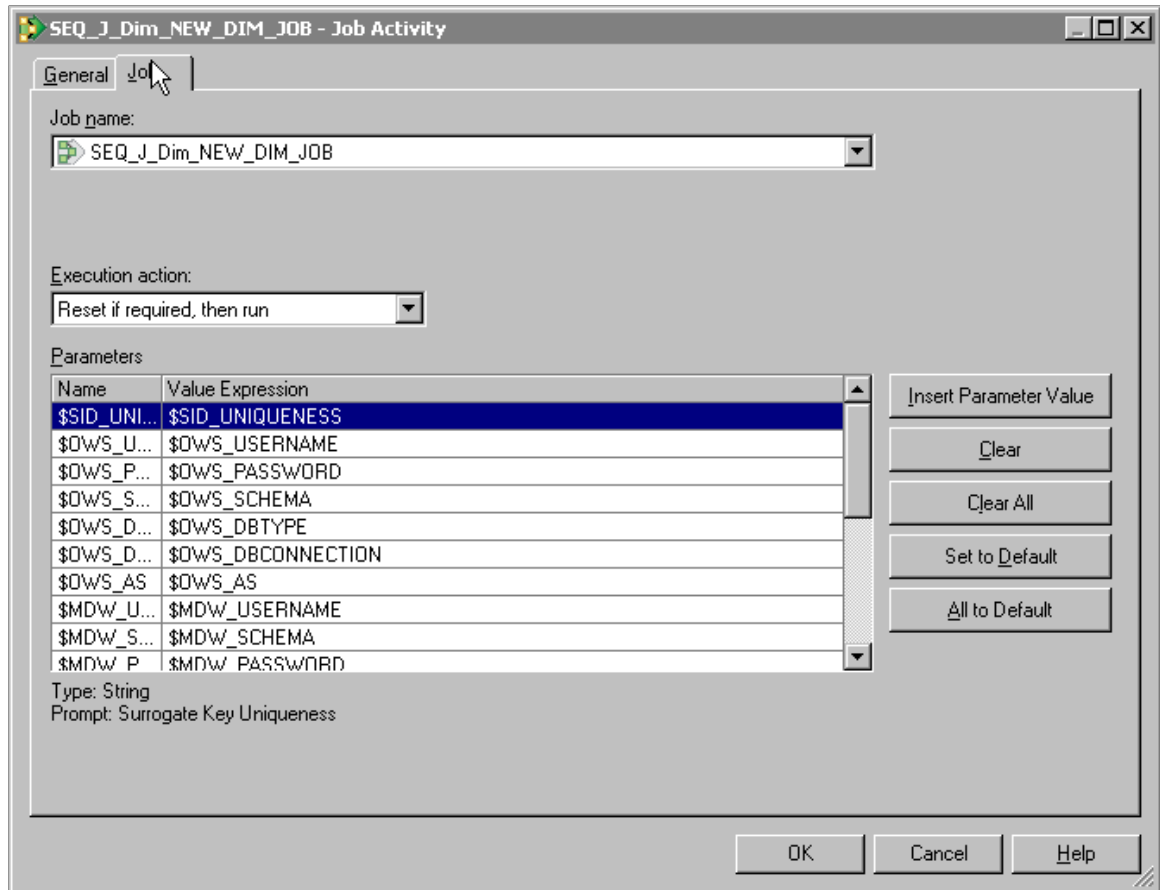 SEQ_J_Dim_NEW_DIM_JOB - Job Activity
General Job
Job name:
SEQ_J_Dim_NEW_DIM_JOB
Execution action:
Reset if required, then run
Parameters
Name Value Expression
$SID_UNI... $SID_UNIQUENESS
$OWS_U... $OWS_USERNAME
$OWS_P... $OWS_PASSWORD
$OWS_S... $OWS_SCHEMA
$OWS_D... $OWS_DBTYPE
$OWS_D... $OWS_DBCONNECTION
$OWS_AS $OWS_AS
$MDW_U... $MDW_USERNAME
$MDW_S... $MDW_SCHEMA
$MDW_P... $MDW_PASSWORD
Insert Parameter Value
Clear
Clear All
Set to Default
All to Default
Type: String
Prompt: Surrogate Key Uniqueness
OK Cancel Help